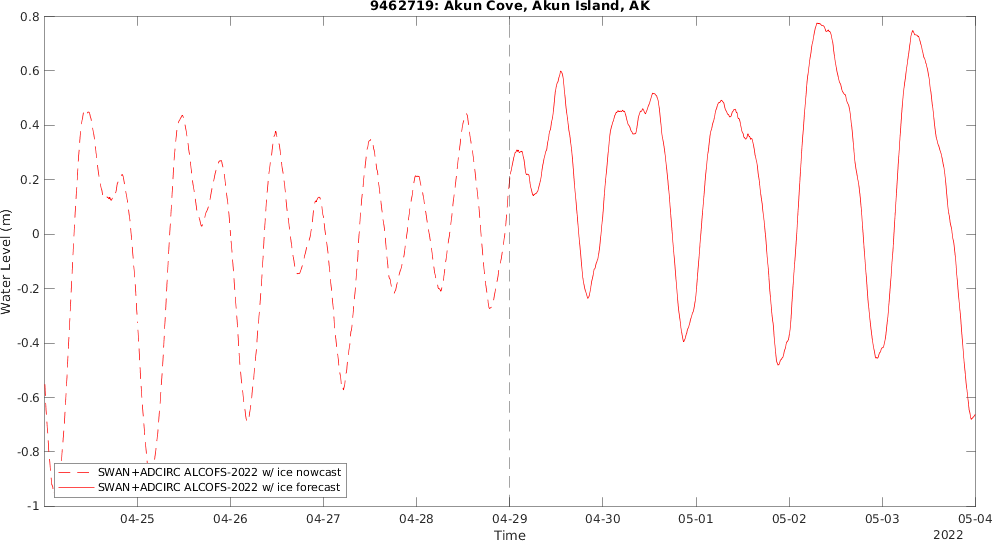 9462719: Akun Cove, Akun Island, AK
0.8
0.6
0.4
0.2
0
-0.2
-0.4
-0.6
-0.8
-1
Water Level (m)
SWAN+ADCIRC ALCOFS-2022 w/ ice nowcast
SWAN+ADCIRC ALCOFS-2022 w/ ice forecast
04-25 04-26 04-27 04-28 04-29 04-30 05-01 05-02 05-03 05-04
Time
2022